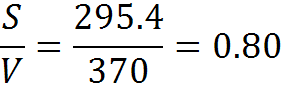 S/V = 295.4/370 = 0.80